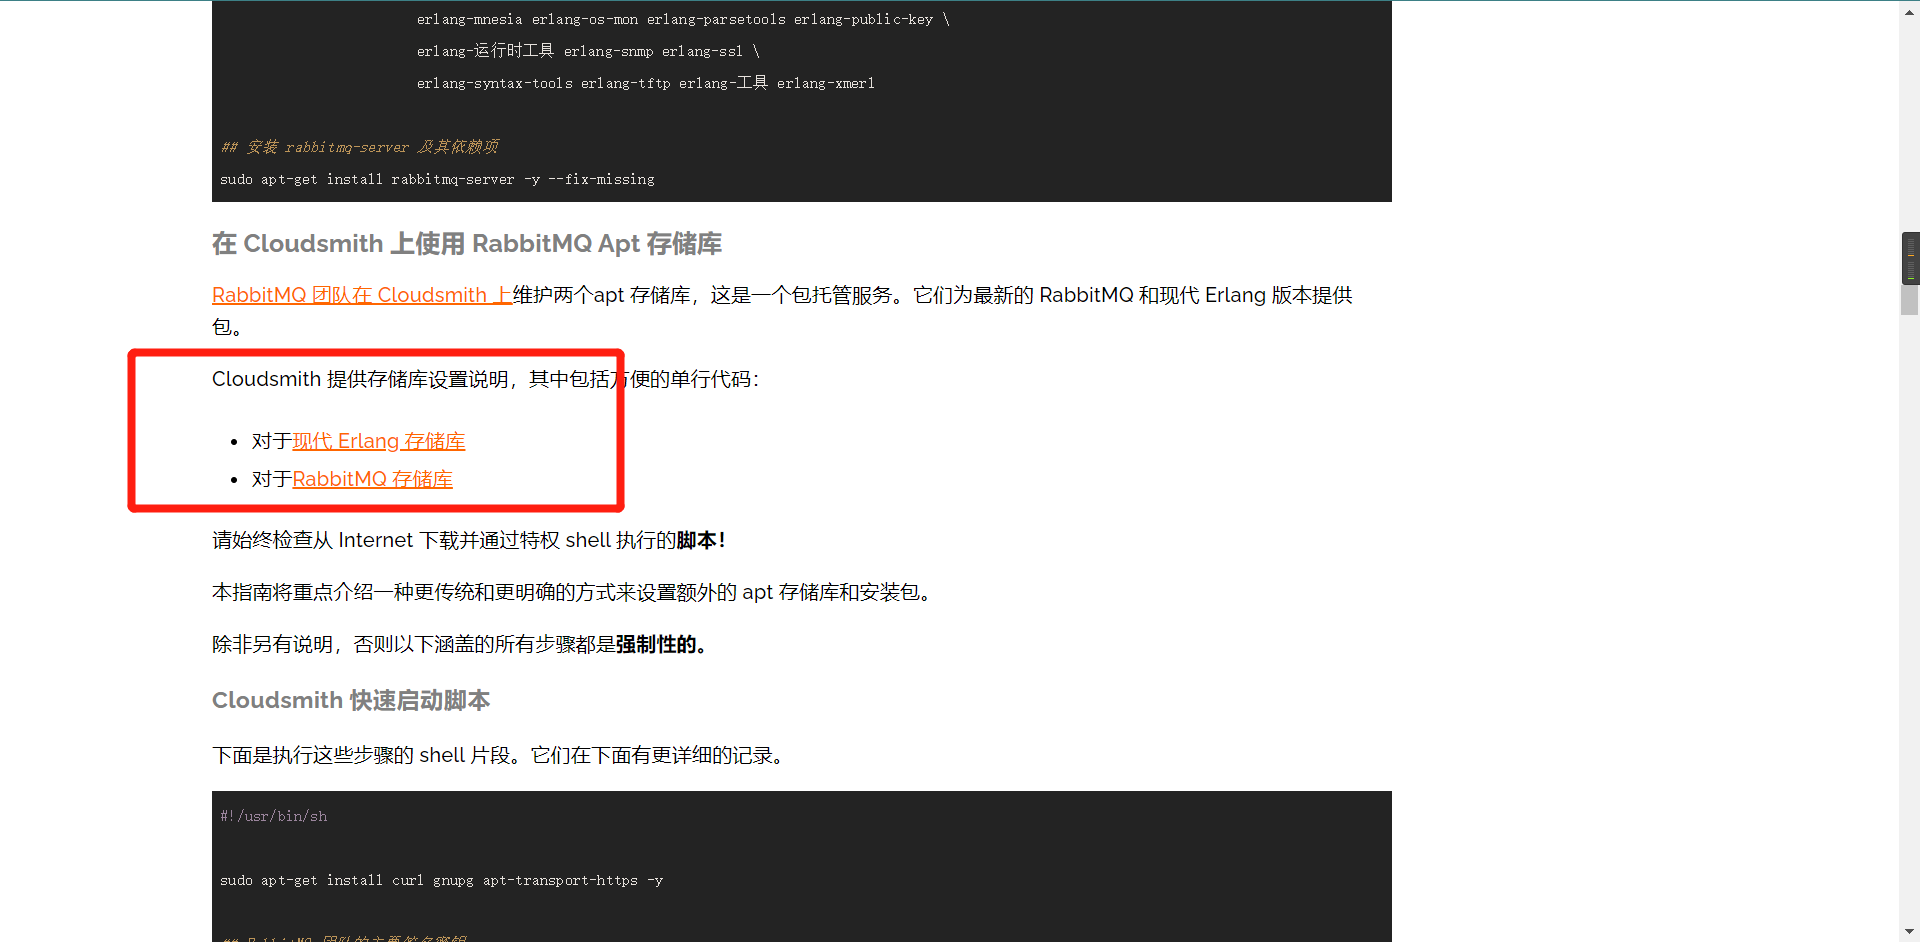 erlang-mnesia erlang-os-mon erlang-parsetools erlang-public-key \
erlang-运行时工具 erlang-snmp erlang-ssl \
erlang-syntax-tools erlang-tftp erlang-工具 erlang-xmerl
## 安装 rabbitmq-server 及其依赖项
sudo apt-get install rabbitmq-server -y --fix-missing
在 Cloudsmith 上使用 RabbitMQ Apt 存储库
RabbitMQ 团队在 Cloudsmith 上维护两个apt 存储库，这是一个包托管服务。它们为最新的 RabbitMQ 和现代 Erlang 版本提供
包。
Cloudsmith 提供存储库设置说明，其中包括方便的单行代码：
• 对于现代 Erlang 存储库
• 对于RabbitMQ 存储库
请始终检查从 Internet 下载并通过特权 shell 执行的脚本！
本指南将重点介绍一种更传统和更明确的方式来设置额外的 apt 存储库和安装包。
除非另有说明，否则以下涵盖的所有步骤都是强制性的。
Cloudsmith 快速启动脚本
下面是执行这些步骤的 shell 片段。它们在下面有更详细的记录。
#!/usr/bin/sh
sudo apt-get install curl gnupg apt-transport-https -y
## RabbitMQ 团队的主要签名密钥